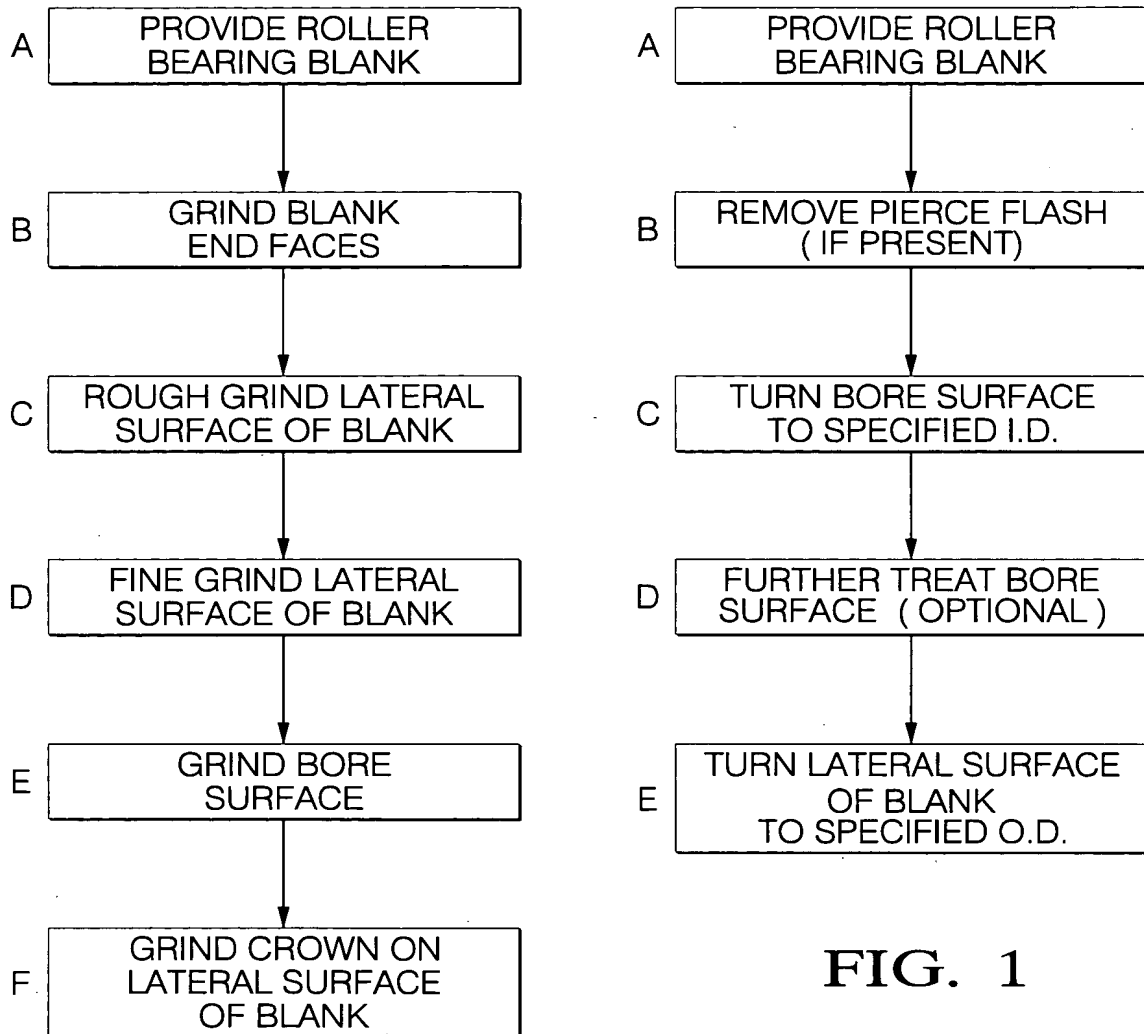 A
PROVIDE ROLLER
BEARING BLANK
B
GRIND BLANK
END FACES
C
ROUGH GRIND LATERAL
SURFACE OF BLANK
D
FINE GRIND LATERAL
SURFACE OF BLANK
E
GRIND BORE
SURFACE
F
GRIND CROWN ON
LATERAL SURFACE
OF BLANK
A
PROVIDE ROLLER
BEARING BLANK
B
REMOVE PIERCE FLASH
( IF PRESENT)
C
TURN BORE SURFACE
TO SPECIFIED I.D.
D
FURTHER TREAT BORE
SURFACE ( OPTIONAL )
E
TURN LATERAL SURFACE
OF BLANK
TO SPECIFIED O.D.
FIG. 1